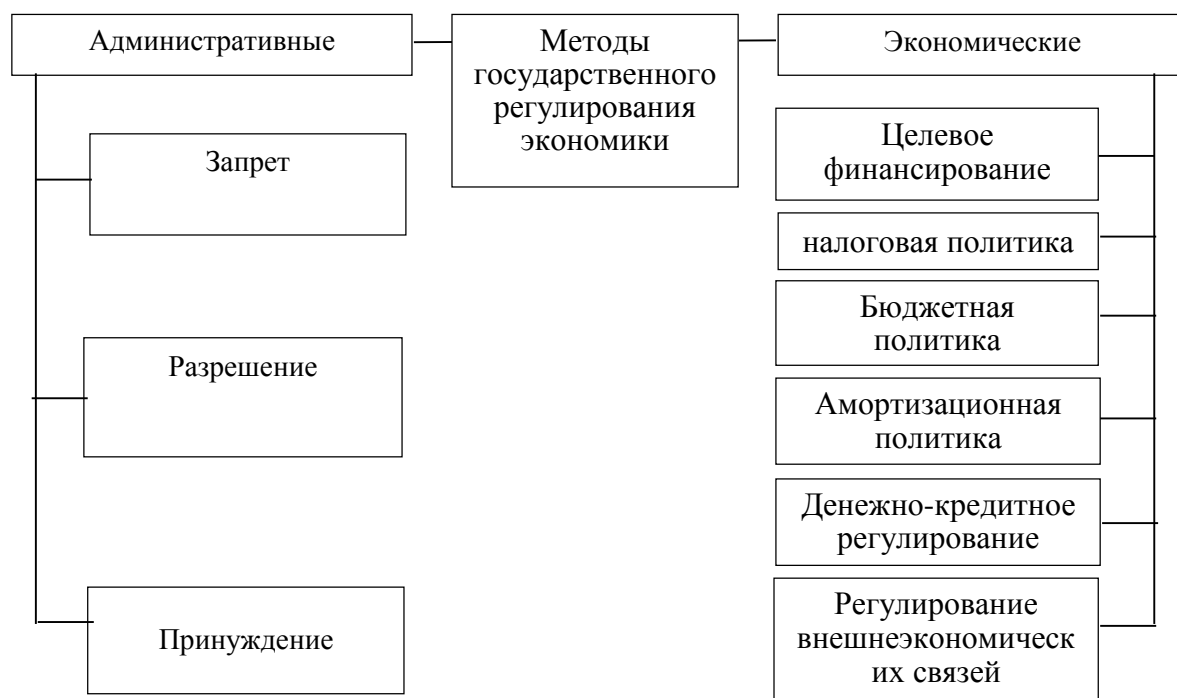 Административные
Методы
государственного
регулирования
экономики
Экономические
Запрет
Разрешение
Принуждение
Целевое
финансирование
налоговая политика
Бюджетная
политика
Амортизационная
политика
Денежно-кредитное
регулирование
Регулирование
внешнеэкономическ
их связей